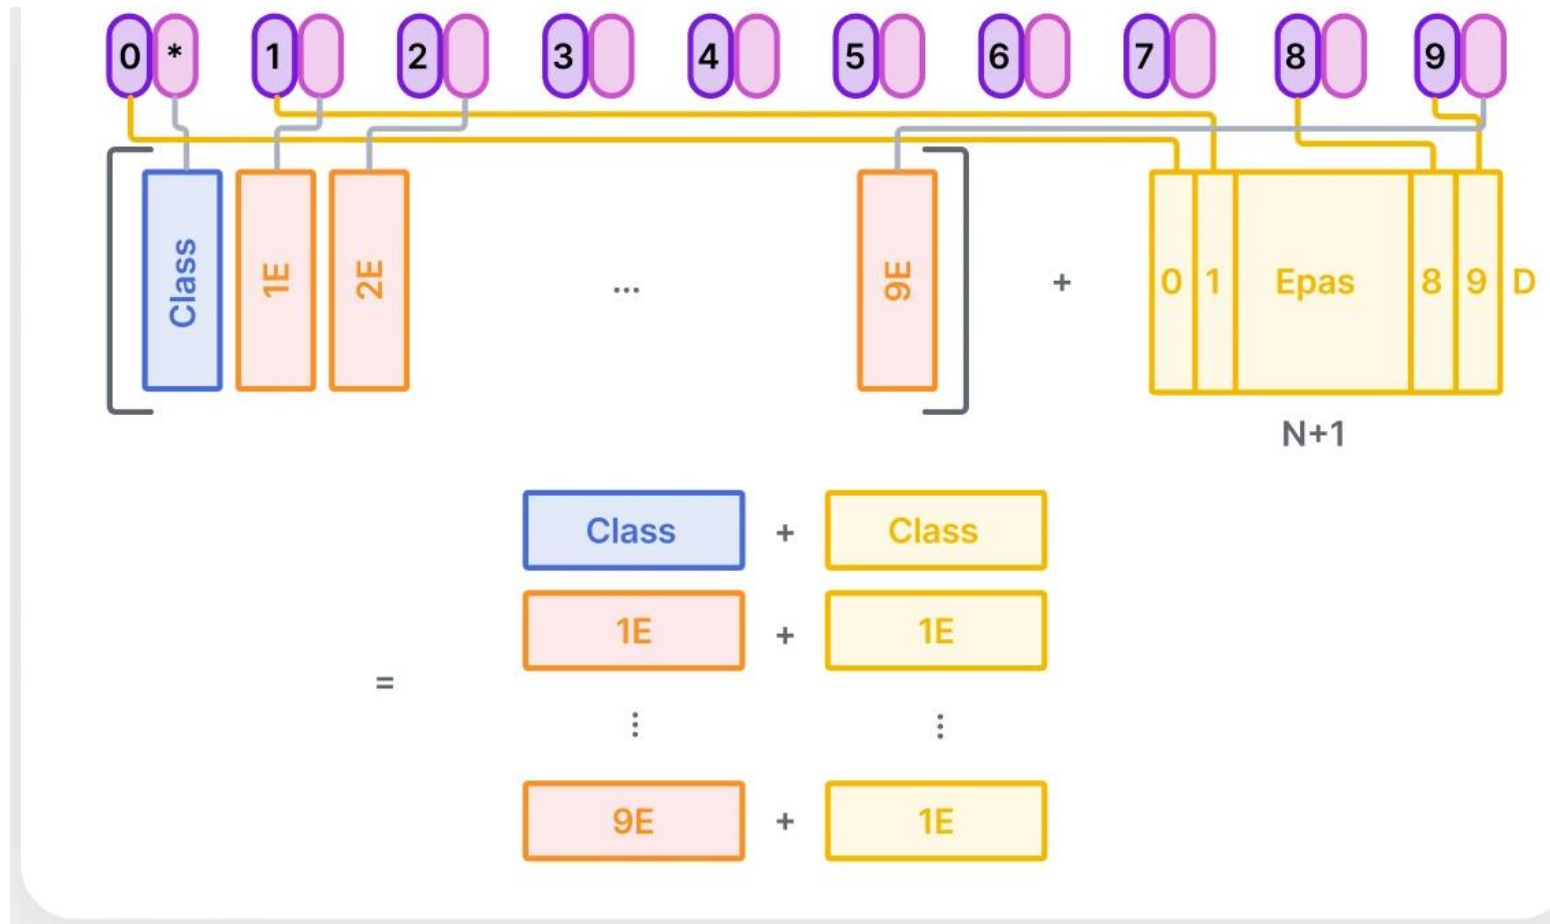 0 * 1 2 3 4 5 6 7 8 9
Class 1E 2E ... 9E + 0 1 Epas 8 9 D
N+1
Class + Class
1E + 1E
=
⋮ ⋮
9E + 1E